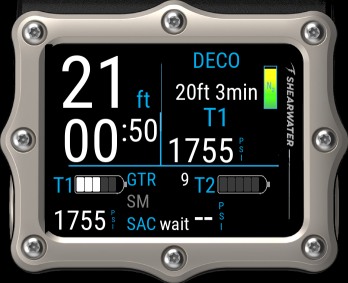 21 ft
00:50
DECO
20ft 3min
T1
1755 PSI
N₂
SHEARWATER
T1 GTR 9 T2
SM
1755 PSI SAC wait -- PSI